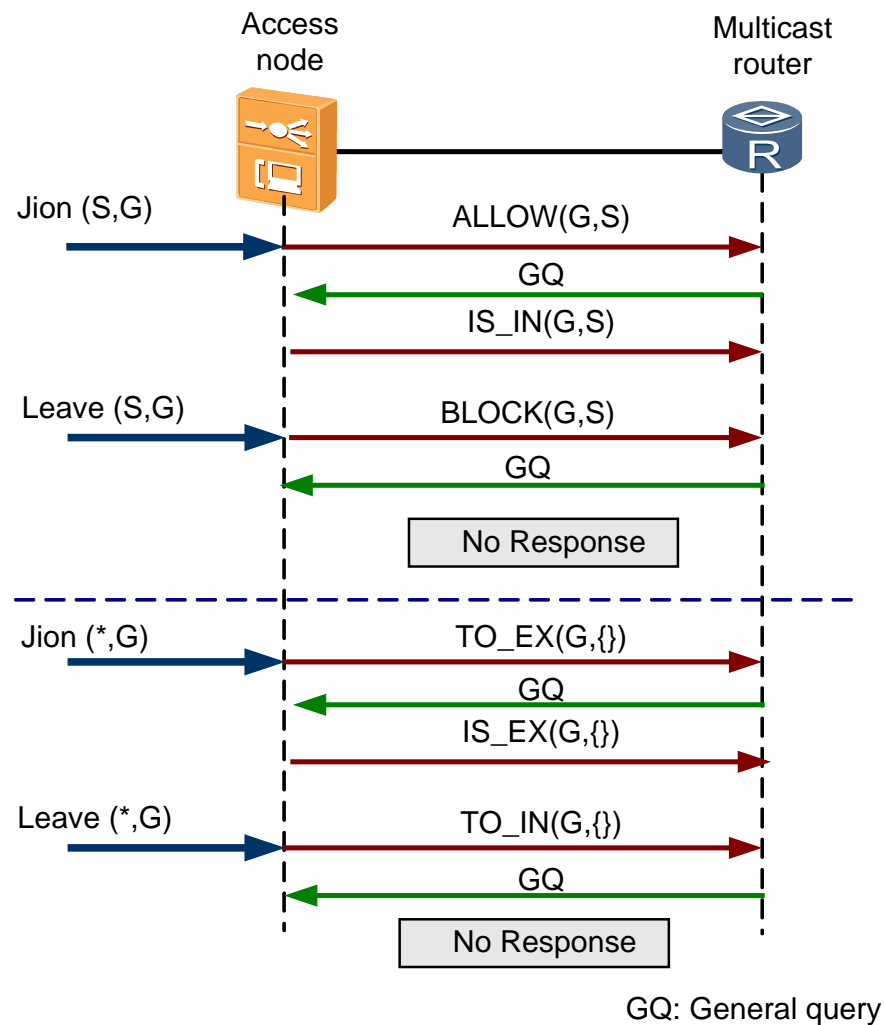 Access
node
Multicast
router
R
Jion (S,G)
ALLOW(G,S)
GQ
IS_IN(G,S)
Leave (S,G)
BLOCK(G,S)
GQ
No Response
Jion (*,G)
TO_EX(G,{})
GQ
IS_EX(G,{})
Leave (*,G)
TO_IN(G,{})
GQ
No Response
GQ: General query